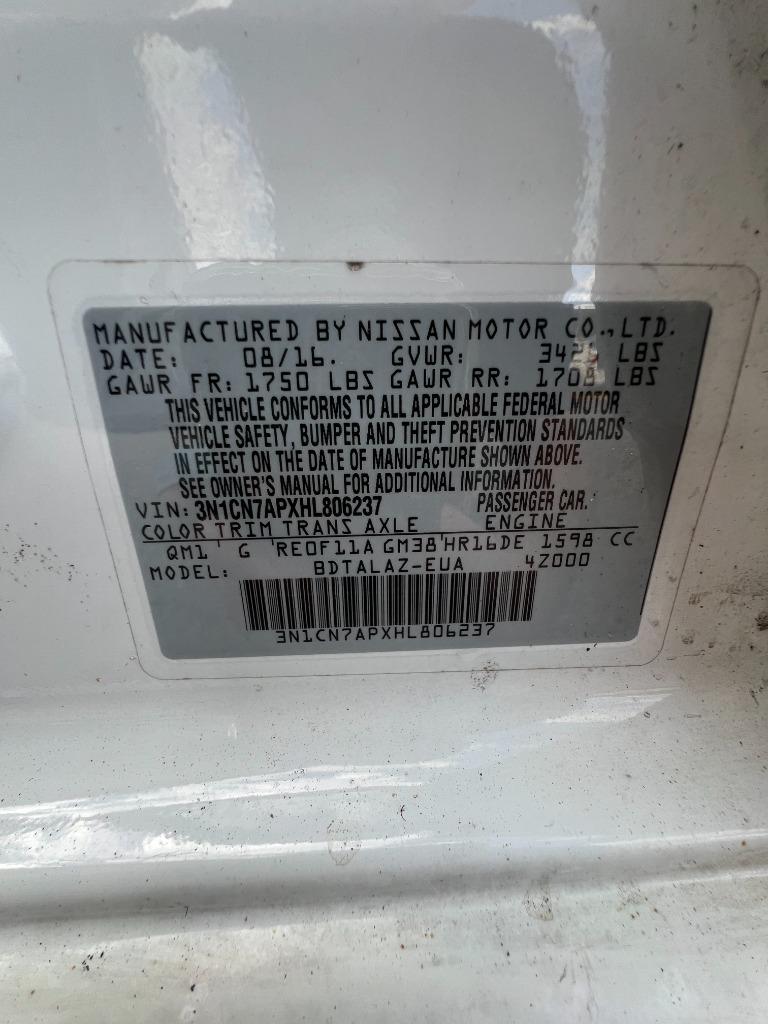 MANUFACTURED BY NISSAN MOTOR CO.,LTD.
DATE: 08/16. GVWR: LBS
GAWR FR: 1750 LBS GAWR RR: 1708 LBS
THIS VEHICLE CONFORMS TO ALL APPLICABLE FEDERAL MOTOR
VEHICLE SAFETY, BUMPER AND THEFT PREVENTION STANDARDS
IN EFFECT ON THE DATE OF MANUFACTURE SHOWN ABOVE.
SEE OWNER'S MANUAL FOR ADDITIONAL INFORMATION.
VIN: 3N1CN7APXHL806237 PASSENGER CAR.
COLOR TRIM TRANS AXLE ENGINE
QM1 G RE0F11A GM38 HR16DE 1598 CC
MODEL: BDTALAZ-EUA 4Z000
3N1CN7APXHL806237